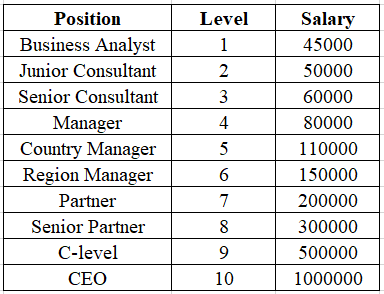 Position Level Salary
Business Analyst 1 45000
Junior Consultant 2 50000
Senior Consultant 3 60000
Manager 4 80000
Country Manager 5 110000
Region Manager 6 150000
Partner 7 200000
Senior Partner 8 300000
C-level 9 500000
CEO 10 1000000